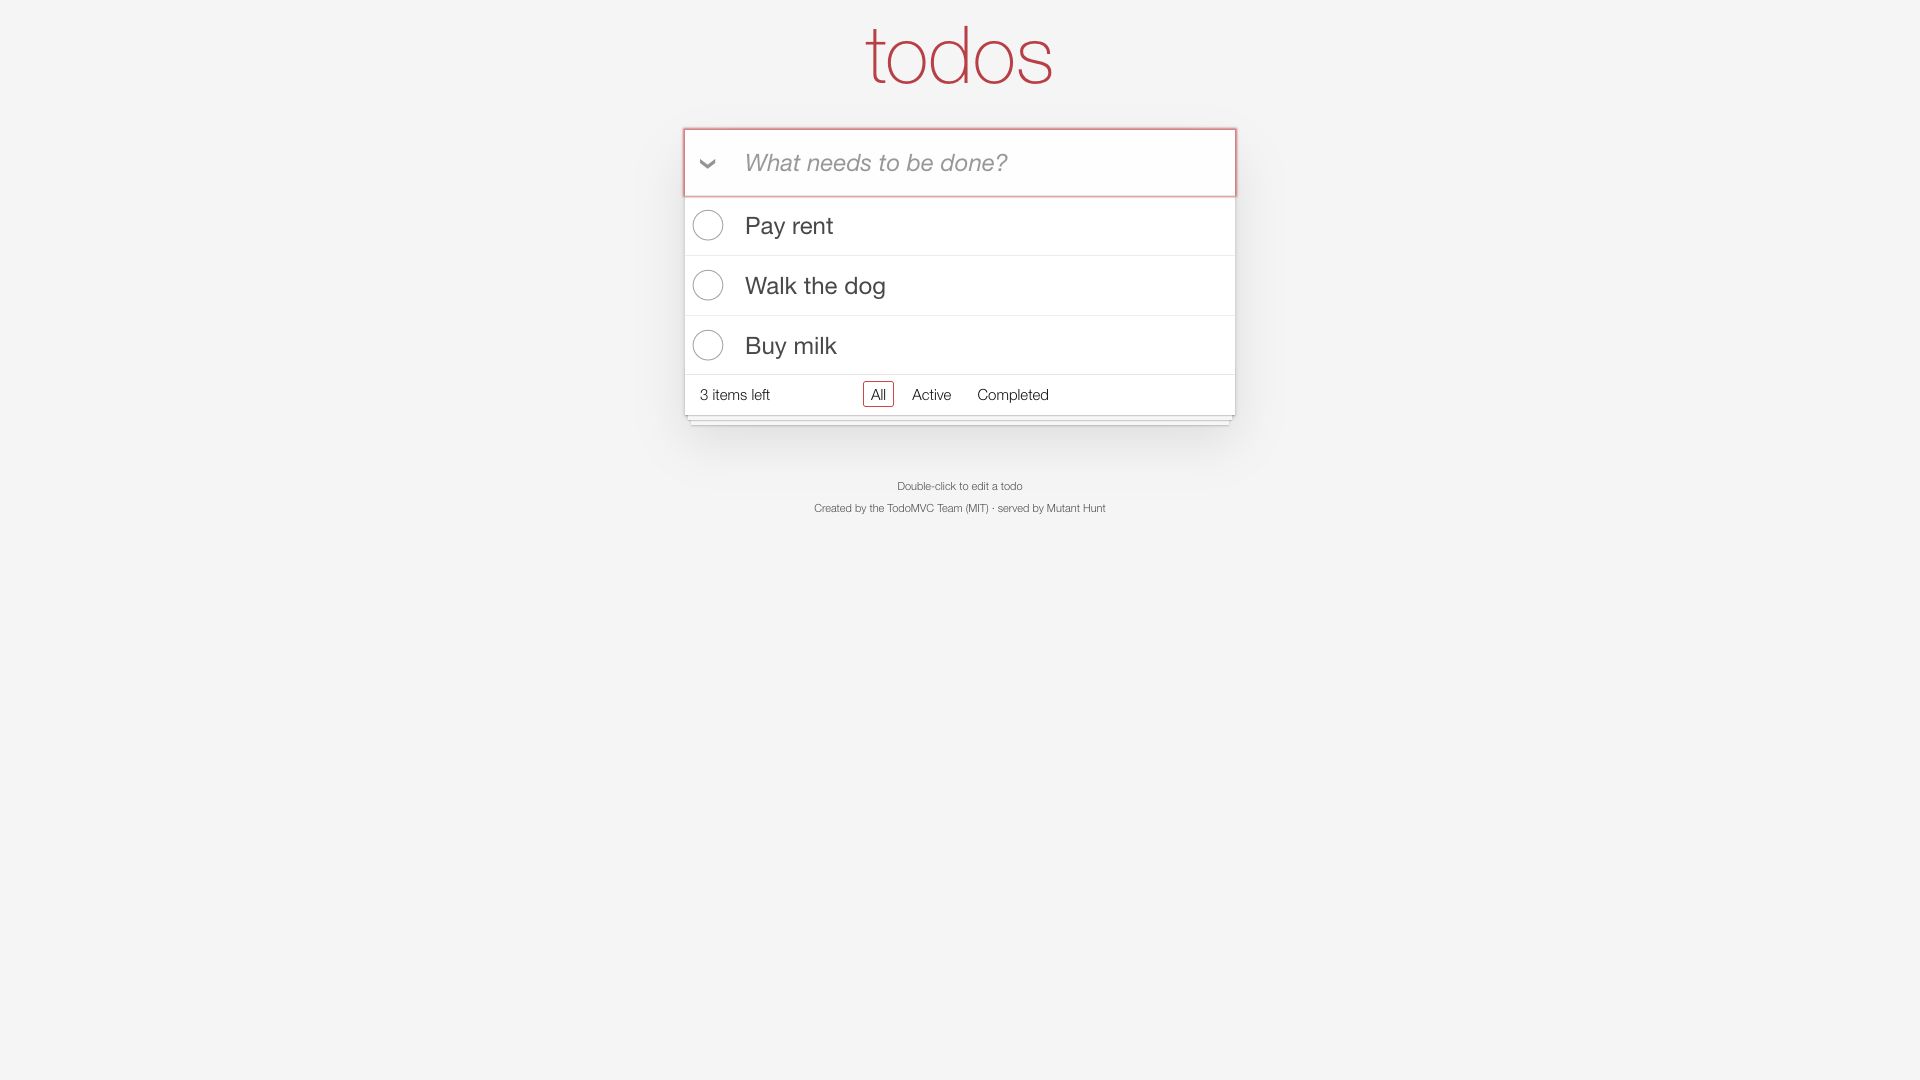 todos
What needs to be done?
Pay rent
Walk the dog
Buy milk
3 items left All Active Completed
Double-click to edit a todo
Created by the TodoMVC Team (MIT) · served by Mutant Hunt